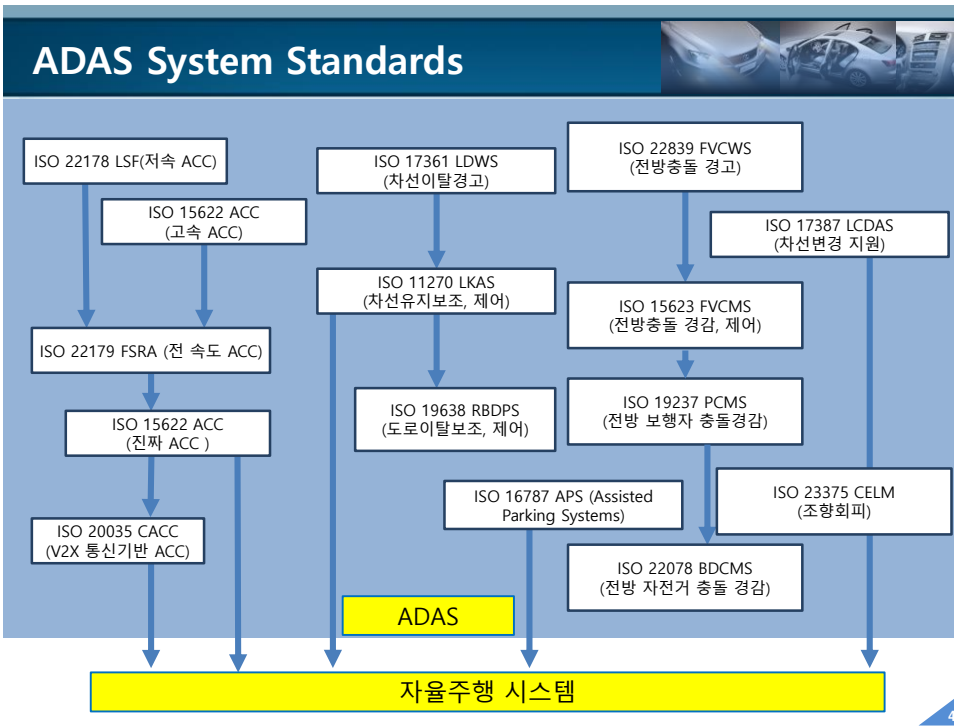 ADAS System Standards
ISO 22178 LSF(저속 ACC)
ISO 15622 ACC
(고속 ACC)
ISO 22179 FSRA (전 속도 ACC)
ISO 15622 ACC
(진짜 ACC )
ISO 20035 CACC
(V2X 통신기반 ACC)
ISO 17361 LDWS
(차선이탈경고)
ISO 11270 LKAS
(차선유지보조, 제어)
ISO 19638 RBDPS
(도로이탈보조, 제어)
ISO 16787 APS (Assisted
Parking Systems)
ISO 22839 FVCWS
(전방충돌 경고)
ISO 15623 FVCMS
(전방충돌 경감, 제어)
ISO 19237 PCMS
(전방 보행자 충돌경감)
ISO 22078 BDCMS
(전방 자전거 충돌 경감)
ISO 17387 LCDAS
(차선변경 지원)
ISO 23375 CELM
(조향회피)
ADAS
자율주행 시스템
4